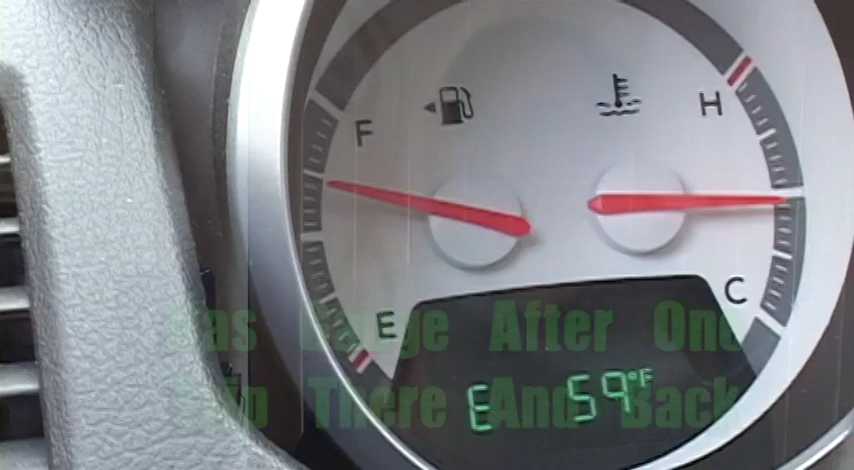 F
H
E
C
Gas Gauge After One
Trip There And Back
E 59°F